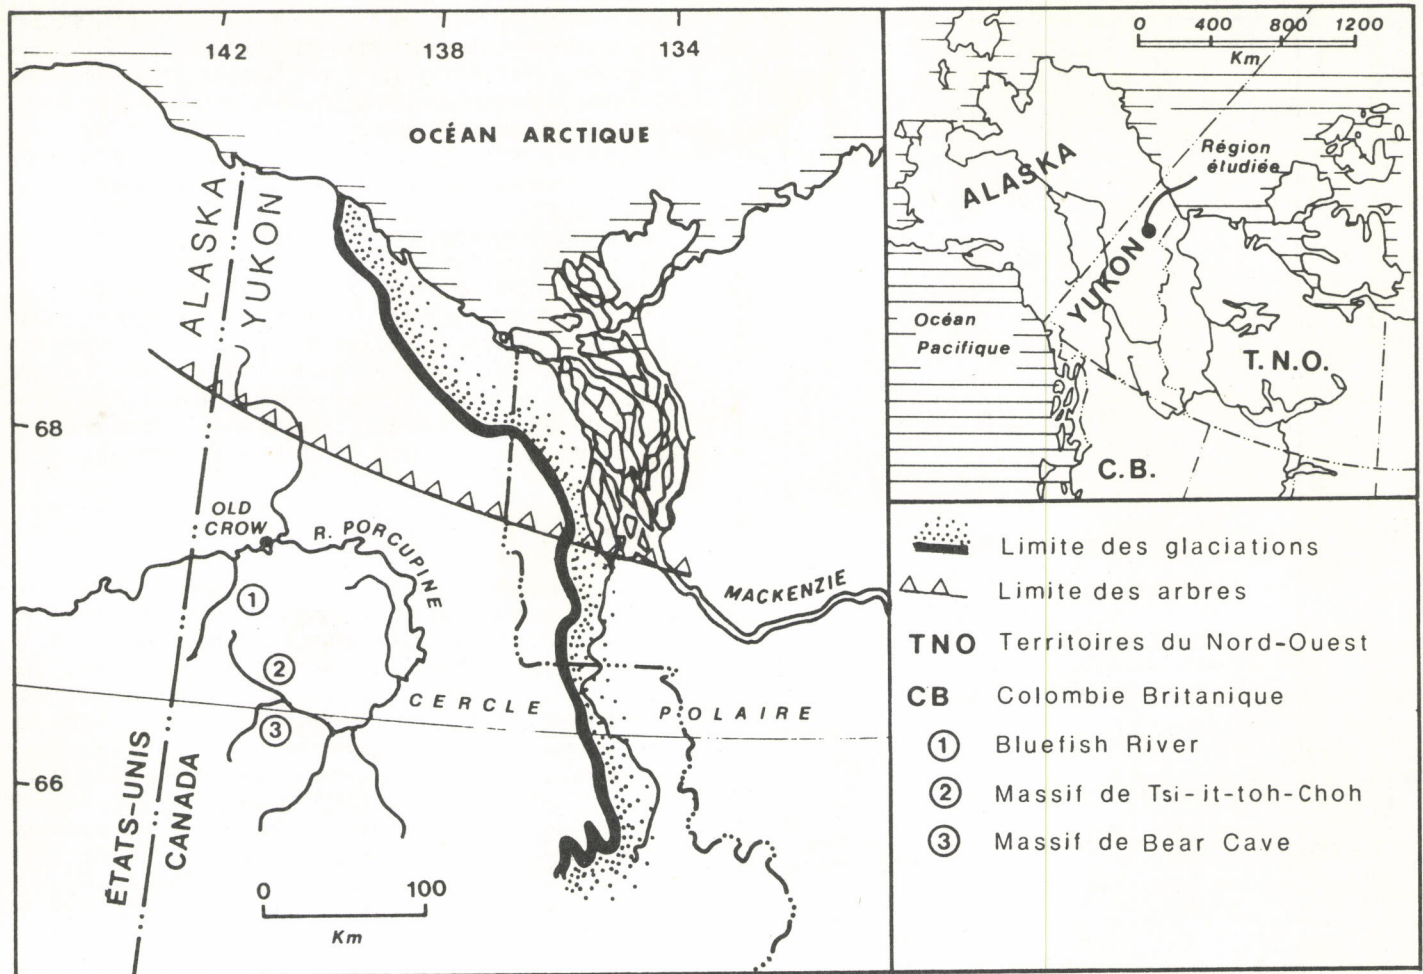 142
138
134
OCÉAN ARCTIQUE
ALASKA
YUKON
68
OLD
CROW
R. PORCUPINE
1
MACKENZIE
2
CERCLE POLAIRE
3
66
ÉTATS-UNIS
CANADA
0 100
Km
0 400 800 1200
Km
Région
étudiée
ALASKA
YUKON
Océan
Pacifique
T.N.O.
C.B.
Limite des glaciations
Limite des arbres
TNO Territoires du Nord-Ouest
CB Colombie Britanique
1 Bluefish River
2 Massif de Tsi-it-toh-Choh
3 Massif de Bear Cave